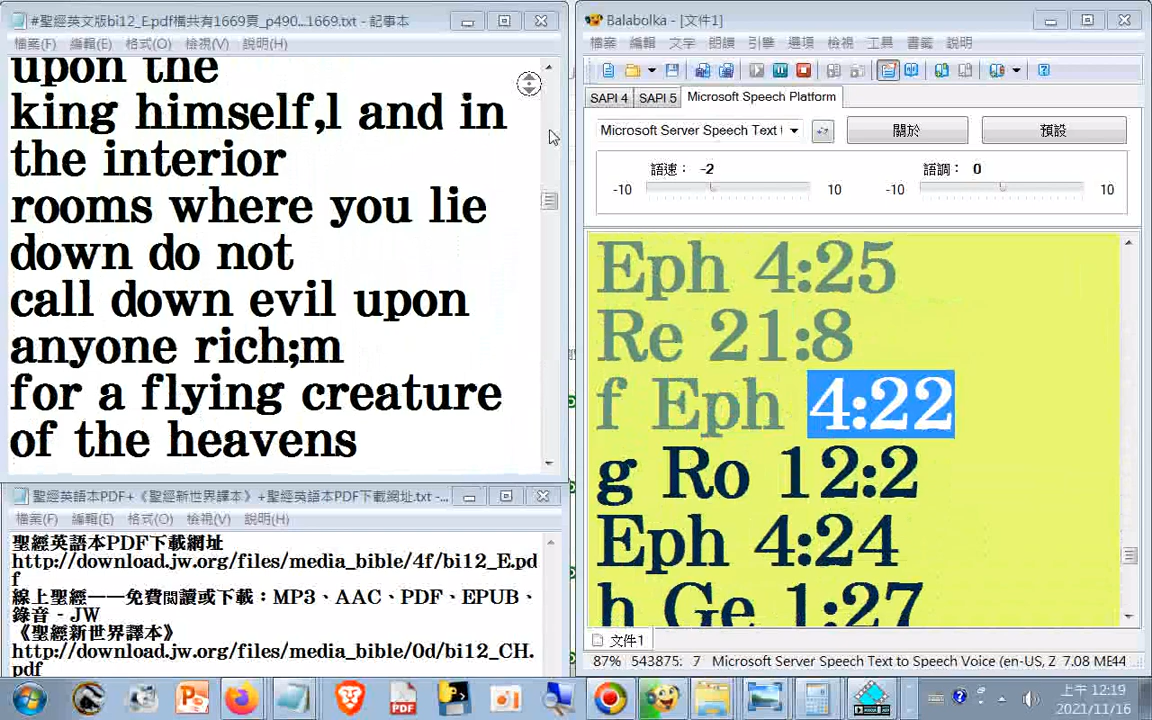 #聖經英文版bi12_E.pdf檔共有1669頁_p490...1669.txt - 記事本
檔案(F) 編輯(E) 格式(O) 檢視(V) 說明(H)
upon the
king himself,l and in
the interior
rooms where you lie
down do not
call down evil upon
anyone rich;m
for a flying creature
of the heavens
聖經英語本PDF+《聖經新世界譯本》+聖經英語本PDF下載網址.txt -...
檔案(F) 編輯(E) 格式(O) 檢視(V) 說明(H)
聖經英語本PDF下載網址
http://download.jw.org/files/media_bible/4f/bi12_E.pd
f
線上聖經──免費閱讀或下載：MP3、AAC、PDF、EPUB、
錄音 - JW
《聖經新世界譯本》
http://download.jw.org/files/media_bible/0d/bi12_CH.
pdf
Balabolka - [文件1]
檔案 編輯 文字 朗讀 引擎 選項 檢視 工具 書籤 說明
SAPI 4 SAPI 5 Microsoft Speech Platform
Microsoft Server Speech Text 關於 預設
語速： -2 語調： 0
-10 10 -10 10
Eph 4:25
Re 21:8
f Eph 4:22
g Ro 12:2
Eph 4:24
h Ge 1:27
文件1
87% 543875: 7 Microsoft Server Speech Text to Speech Voice (en-US, Z 7.08 ME44
上午 12:19
2021/11/16